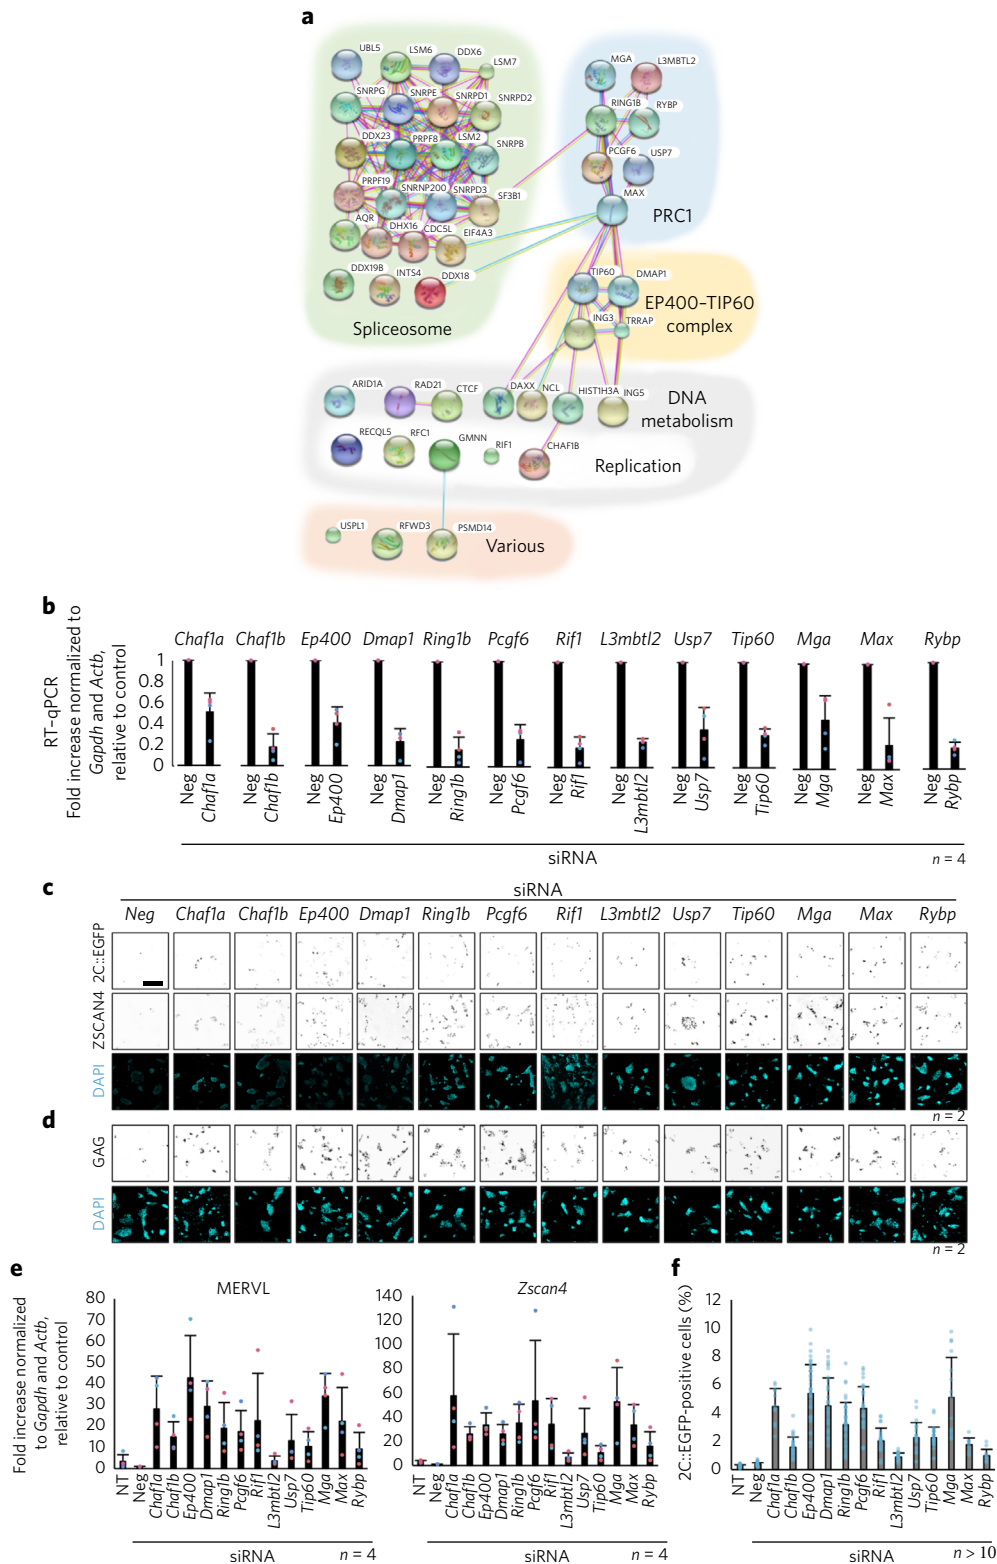 a
UBL5 LSM6 DDX6 LSM7
SNRPG SNRPE SNRPD1 SNRPD2
DDX23 PRPF8 LSM2 SNRPB
PRPF19 SNRNP200 SNRPD3 SF3B1
AQR DHX16 CDC5L EIF4A3
DDX19B INTS4 DDX18
Spliceosome
MGA L3MBTL2
RING1B RYBP
PCGF6 USP7
MAX
PRC1
TIP60 DMAP1
ING3 TRRAP
EP400–TIP60
complex
ARID1A RAD21 CTCF DAXX NCL HIST1H3A ING5
DNA
metabolism
RECQL5 RFC1 GMNN RIF1 CHAF1B
Replication
USPL1 RFWD3 PSMD14
Various
b
RT–qPCR
Fold increase normalized to
Gapdh and Actb,
relative to control
Chaf1a Chaf1b Ep400 Dmap1 Ring1b Pcgf6 Rif1 L3mbtl2 Usp7 Tip60 Mga Max Rybp
1
0.8
0.6
0.4
0.2
0
Neg Chaf1a Neg Chaf1b Neg Ep400 Neg Dmap1 Neg Ring1b Neg Pcgf6 Neg Rif1 Neg L3mbtl2 Neg Usp7 Neg Tip60 Neg Mga Neg Max Neg Rybp
siRNA
n = 4
c
siRNA
Neg Chaf1a Chaf1b Ep400 Dmap1 Ring1b Pcgf6 Rif1 L3mbtl2 Usp7 Tip60 Mga Max Rybp
2C::EGFP
ZSCAN4
DAPI
n = 2
d
GAG
DAPI
n = 2
e
Fold increase normalized
to Gapdh and Actb,
relative to control
MERVL
80
70
60
50
40
30
20
10
0
NT Neg Chaf1a Chaf1b Ep400 Dmap1 Ring1b Pcgf6 Rif1 L3mbtl2 Usp7 Tip60 Mga Max Rybp
siRNA
n = 4
Zscan4
140
120
100
80
60
40
20
0
NT Neg Chaf1a Chaf1b Ep400 Dmap1 Ring1b Pcgf6 Rif1 L3mbtl2 Usp7 Tip60 Mga Max Rybp
siRNA
n = 4
f
2C::EGFP-positive cells (%)
12
10
8
6
4
2
0
NT Neg Chaf1a Chaf1b Ep400 Dmap1 Ring1b Pcgf6 Rif1 L3mbtl2 Usp7 Tip60 Mga Max Rybp
siRNA
n > 10